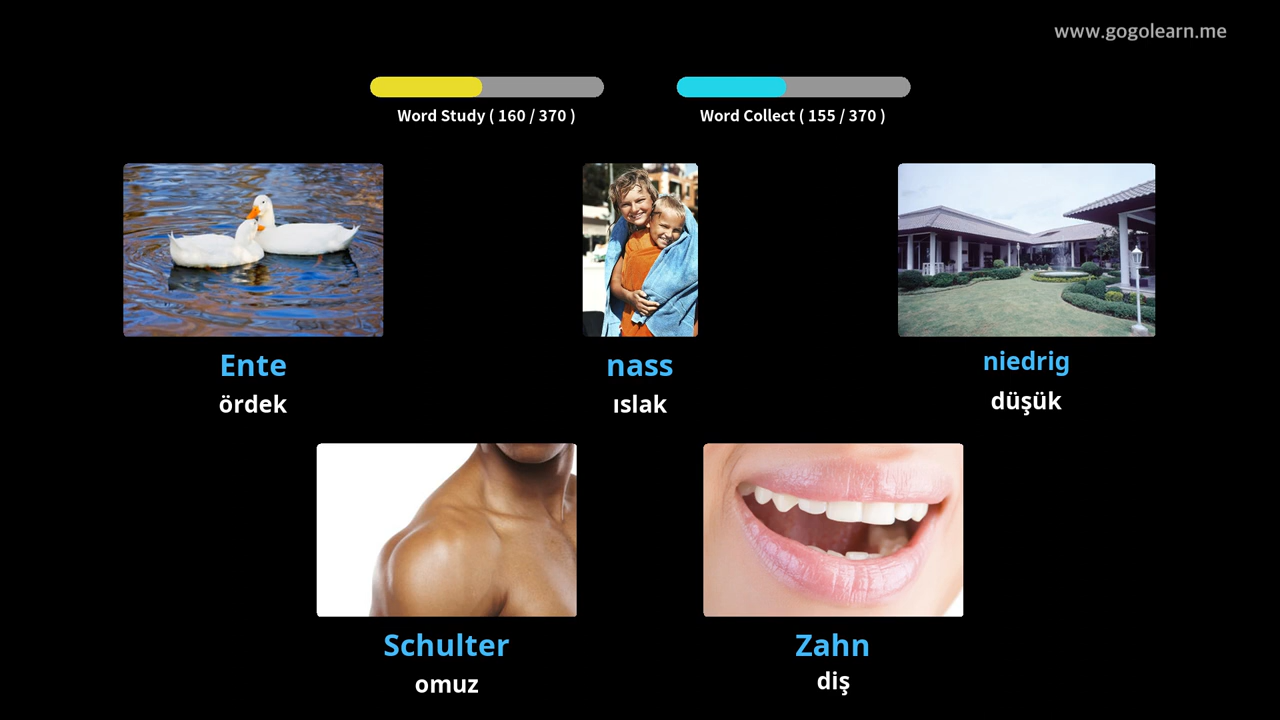 www.gogolearn.me
Word Study ( 160 / 370 )
Word Collect ( 155 / 370 )
Ente
ördek
nass
ıslak
niedrig
düşük
Schulter
omuz
Zahn
diş